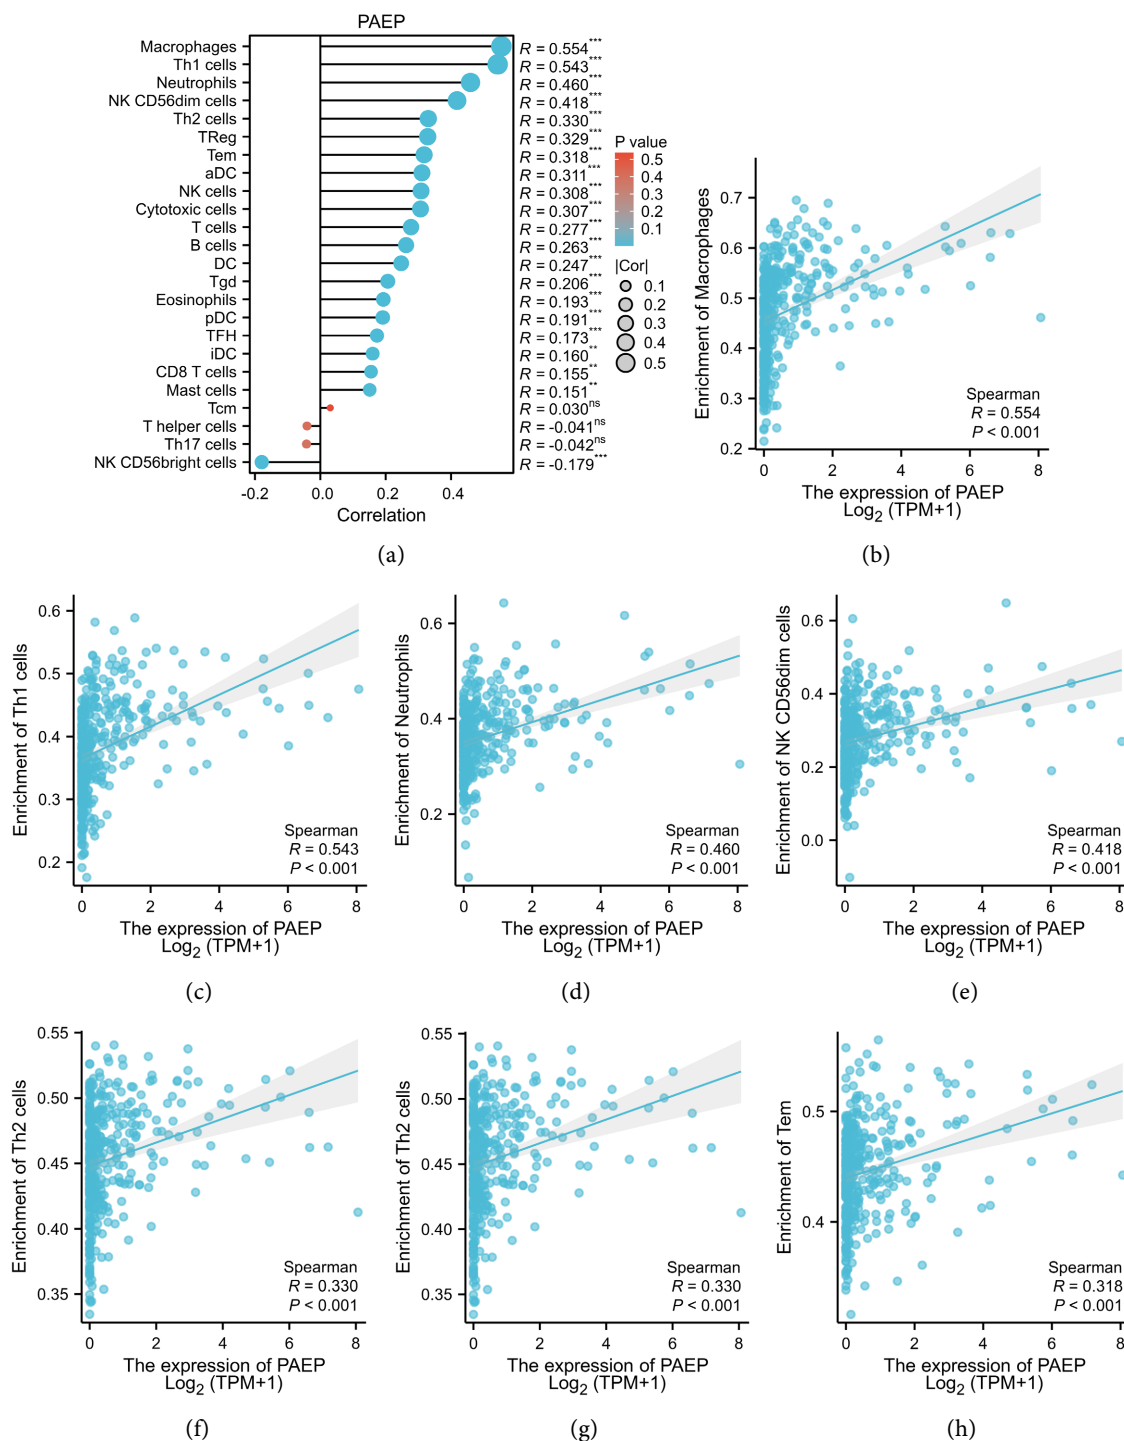 PAEP
Macrophages R = 0.554***
Th1 cells R = 0.543***
Neutrophils R = 0.460***
NK CD56dim cells R = 0.418***
Th2 cells R = 0.330***
TReg R = 0.329***
Tem R = 0.318***
aDC R = 0.311***
NK cells R = 0.308***
Cytotoxic cells R = 0.307***
T cells R = 0.277***
B cells R = 0.263***
DC R = 0.247***
Tgd R = 0.206***
Eosinophils R = 0.193***
pDC R = 0.191***
TFH R = 0.173***
iDC R = 0.160**
CD8 T cells R = 0.155**
Mast cells R = 0.151**
Tcm R = 0.030ns
T helper cells R = -0.041ns
Th17 cells R = -0.042ns
NK CD56bright cells R = -0.179***
-0.2 0.0 0.2 0.4
Correlation
P value
0.5
0.4
0.3
0.2
0.1
|Cor|
0.1
0.2
0.3
0.4
0.5
(a)
Enrichment of Macrophages
0.7
0.6
0.5
0.4
0.3
0.2
Spearman
R = 0.554
P < 0.001
0 2 4 6 8
The expression of PAEP
Log2 (TPM+1)
(b)
Enrichment of Th1 cells
0.6
0.5
0.4
0.3
0.2
Spearman
R = 0.543
P < 0.001
0 2 4 6 8
The expression of PAEP
Log2 (TPM+1)
(c)
Enrichment of Neutrophils
0.6
0.4
0.2
Spearman
R = 0.460
P < 0.001
0 2 4 6 8
The expression of PAEP
Log2 (TPM+1)
(d)
Enrichment of NK CD56dim cells
0.6
0.4
0.2
0.0
Spearman
R = 0.418
P < 0.001
0 2 4 6 8
The expression of PAEP
Log2 (TPM+1)
(e)
Enrichment of Th2 cells
0.55
0.50
0.45
0.40
0.35
Spearman
R = 0.330
P < 0.001
0 2 4 6 8
The expression of PAEP
Log2 (TPM+1)
(f)
Enrichment of Th2 cells
0.55
0.50
0.45
0.40
0.35
Spearman
R = 0.330
P < 0.001
0 2 4 6 8
The expression of PAEP
Log2 (TPM+1)
(g)
Enrichment of Tem
0.5
0.4
Spearman
R = 0.318
P < 0.001
0 2 4 6 8
The expression of PAEP
Log2 (TPM+1)
(h)